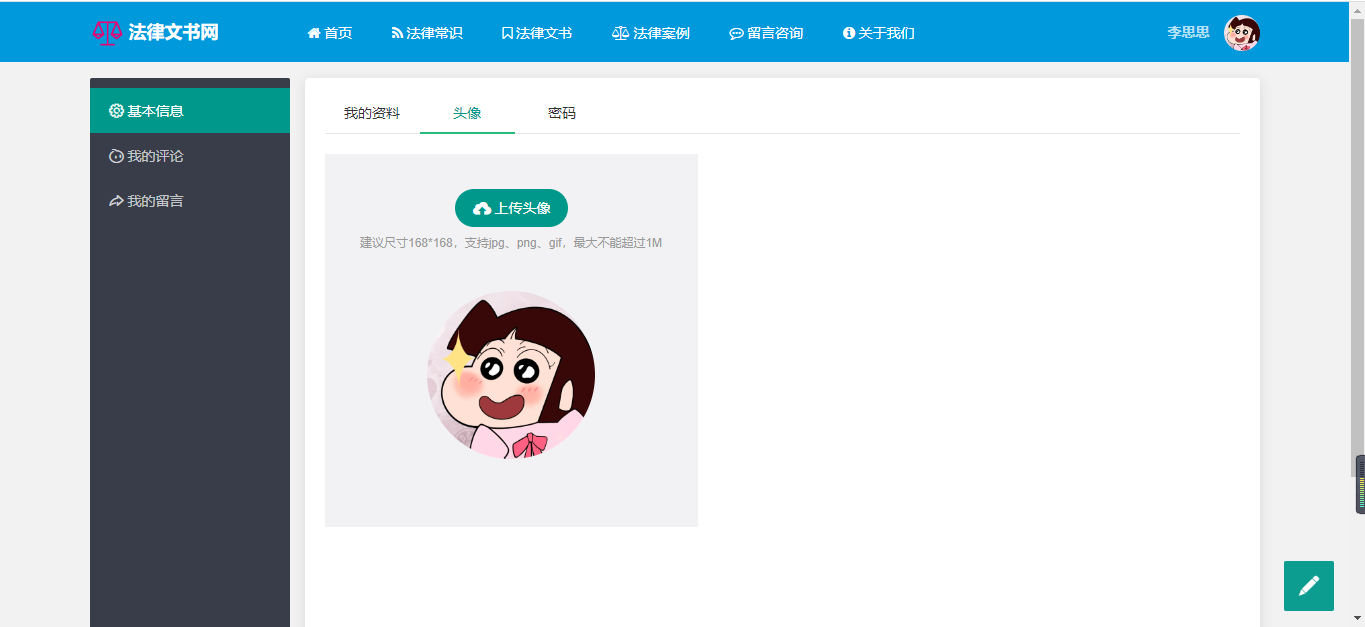 法律文书网 首页 法律常识 法律文书 法律案例 留言咨询 关于我们 李思思
基本信息
我的评论
我的留言
我的资料 头像 密码
上传头像
建议尺寸168*168，支持jpg、png、gif，最大不能超过1M